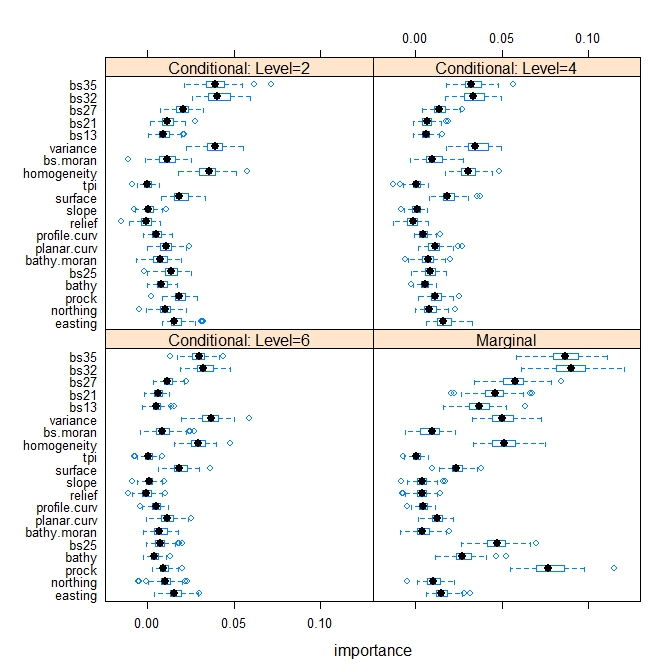 0.00 0.05 0.10
Conditional: Level=2 Conditional: Level=4
bs35
bs32
bs27
bs21
bs13
variance
bs.moran
homogeneity
tpi
surface
slope
relief
profile.curv
planar.curv
bathy.moran
bs25
bathy
prock
northing
easting
Conditional: Level=6 Marginal
bs35
bs32
bs27
bs21
bs13
variance
bs.moran
homogeneity
tpi
surface
slope
relief
profile.curv
planar.curv
bathy.moran
bs25
bathy
prock
northing
easting
0.00 0.05 0.10
importance